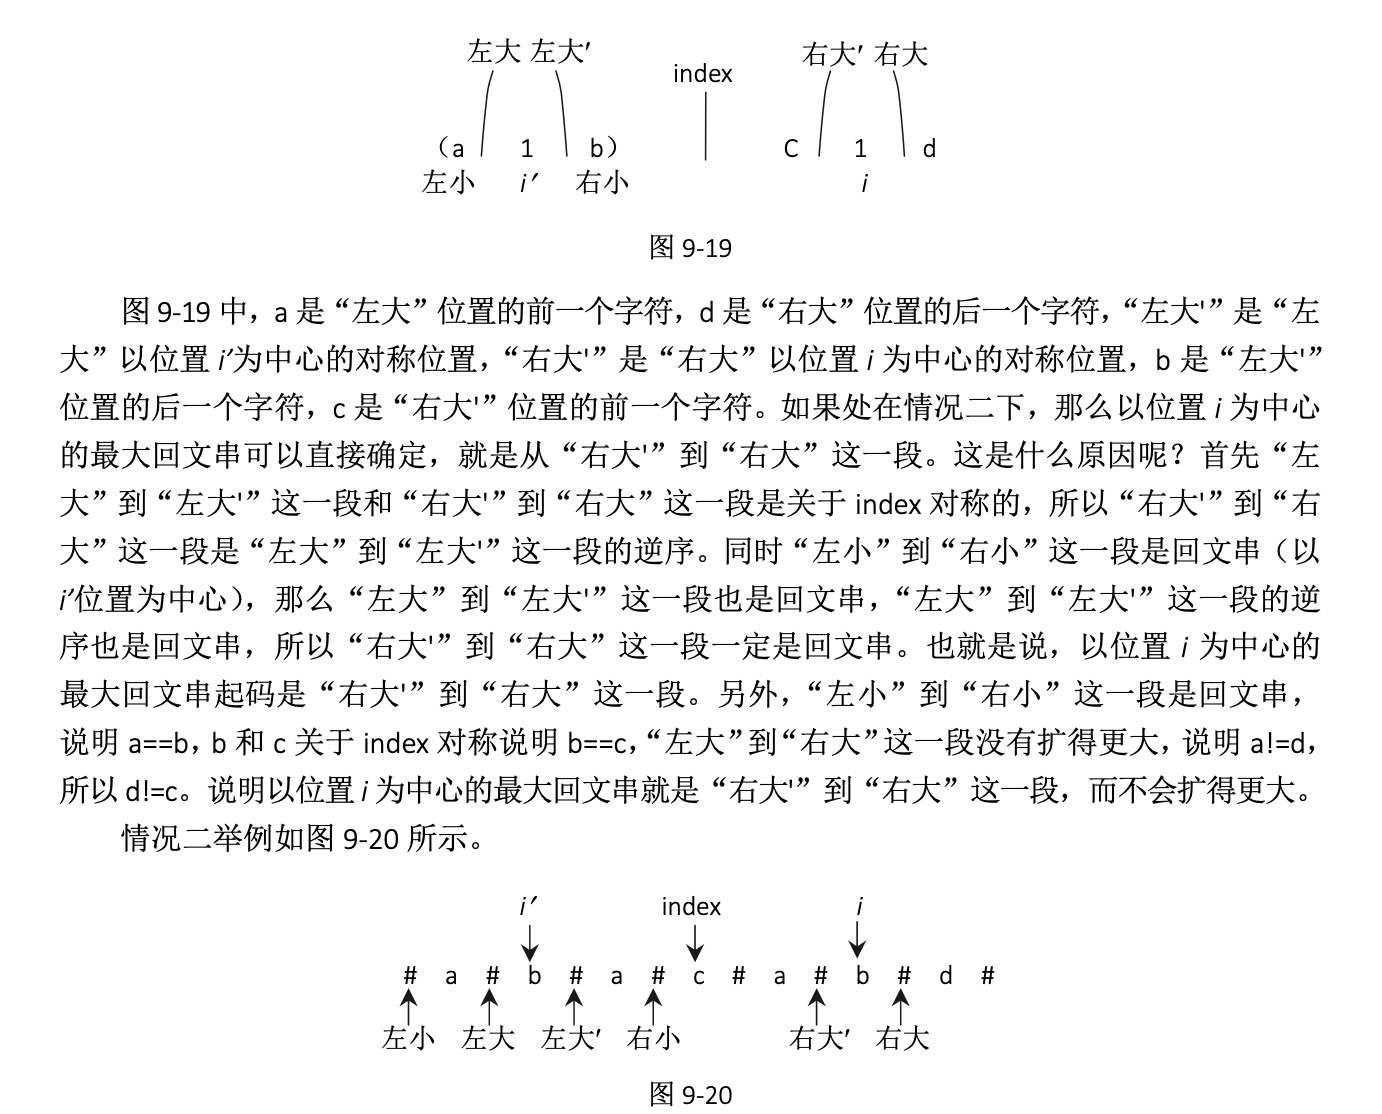 左大 左大′ index 右大′ 右大
（a 1 b） C 1 d
左小 i′ 右小 i
图 9-19
图 9-19 中，a 是“左大”位置的前一个字符，d 是“右大”位置的后一个字符，“左大'”是“左
大”以位置 i′为中心的对称位置，“右大'”是“右大”以位置 i 为中心的对称位置，b 是“左大'”
位置的后一个字符，c 是“右大'”位置的前一个字符。如果处在情况二下，那么以位置 i 为中心
的最大回文串可以直接确定，就是从“右大'”到“右大”这一段。这是什么原因呢？首先“左
大”到“左大'”这一段和“右大'”到“右大”这一段是关于 index 对称的，所以“右大'”到“右
大”这一段是“左大”到“左大'”这一段的逆序。同时“左小”到“右小”这一段是回文串（以
i′位置为中心），那么“左大”到“左大'”这一段也是回文串，“左大”到“左大'”这一段的逆
序也是回文串，所以“右大'”到“右大”这一段一定是回文串。也就是说，以位置 i 为中心的
最大回文串起码是“右大'”到“右大”这一段。另外，“左小”到“右小”这一段是回文串，
说明 a==b，b 和 c 关于 index 对称说明 b==c，“左大”到“右大”这一段没有扩得更大，说明 a!=d，
所以 d!=c。说明以位置 i 为中心的最大回文串就是“右大'”到“右大”这一段，而不会扩得更大。
情况二举例如图 9-20 所示。
i′ index i
# a # b # a # c # a # b # d #
左小 左大 左大′ 右小 右大′ 右大
图 9-20